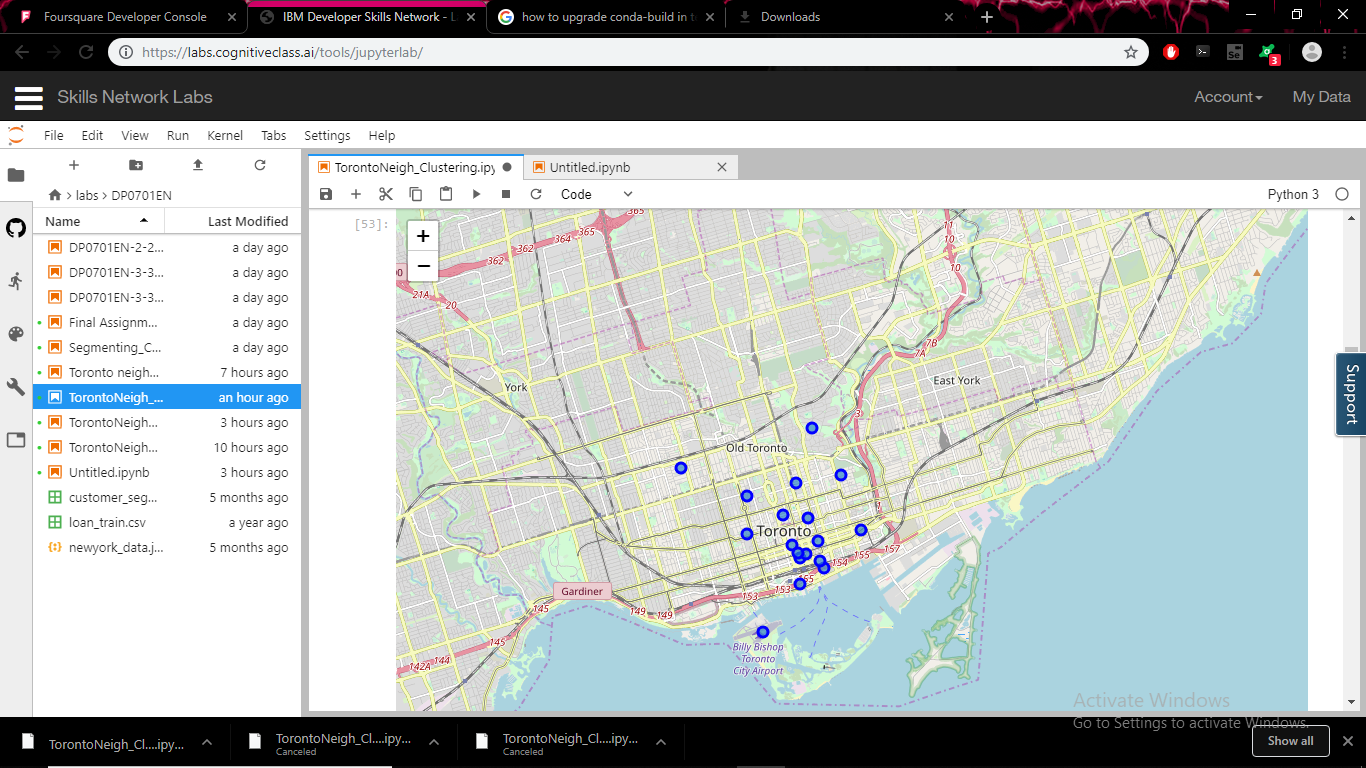 Foursquare Developer Console
IBM Developer Skills Network - L
how to upgrade conda-build in t
Downloads
https://labs.cognitiveclass.ai/tools/jupyterlab/
3
Skills Network Labs
Account
My Data
File Edit View Run Kernel Tabs Settings Help
TorontoNeigh_Clustering.ipy
Untitled.ipynb
labs > DP0701EN
Code
Python 3
Name Last Modified
DP0701EN-2-2... a day ago
DP0701EN-3-3... a day ago
DP0701EN-3-3... a day ago
Final Assignm... a day ago
Segmenting_C... a day ago
Toronto neigh... 7 hours ago
TorontoNeigh_... an hour ago
TorontoNeigh... 3 hours ago
TorontoNeigh... 10 hours ago
Untitled.ipynb 3 hours ago
customer_seg... 5 months ago
loan_train.csv a year ago
newyork_data.j... 5 months ago
[53]:
+
−
365
362 364 365
362
11
10
10
00
21A
20
7B
7A
York
East York
3
Old Toronto
Toronto
157
154
155
155
153
153
Gardiner
149
149
145
145
144
142A
Billy Bishop
Toronto
City Airport
Support
Activate Windows
Go to Settings to activate Windows.
TorontoNeigh_Cl....ipy...
TorontoNeigh_Cl....ipy...
Canceled
TorontoNeigh_Cl....ipy...
Canceled
Show all